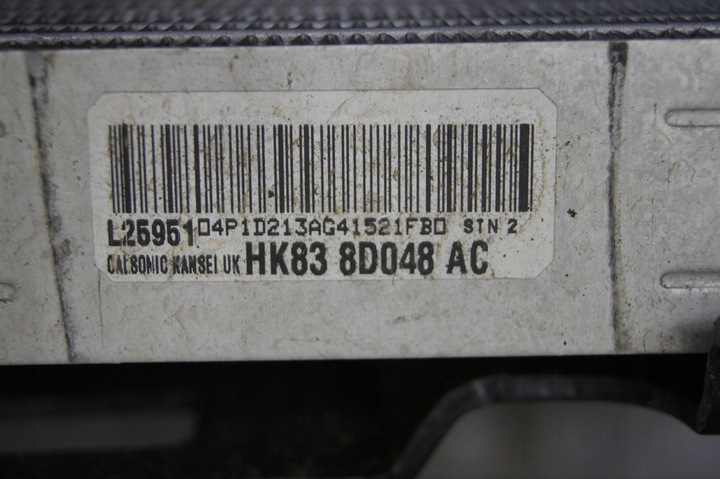 L25951 04P1D213AG41521FB0 STN 2
CALSONIC KANSEI UK HK83 8D048 AC